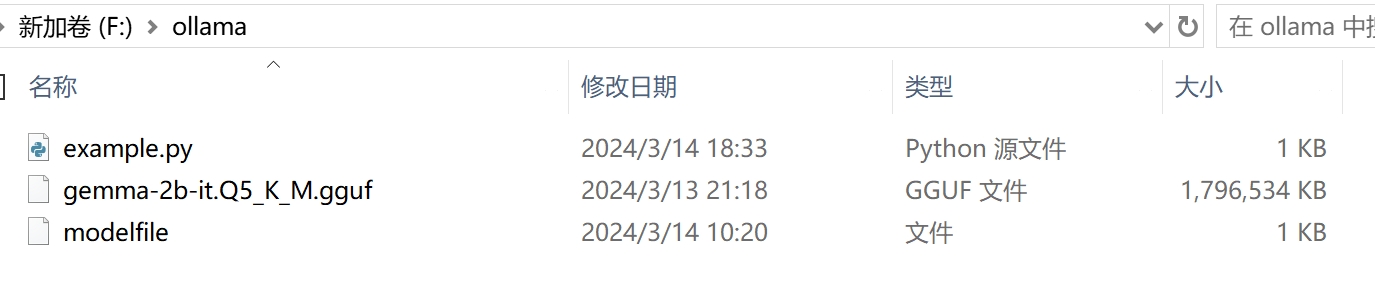 新加卷 (F:) ollama 在 ollama 中
名称 修改日期 类型 大小
example.py 2024/3/14 18:33 Python 源文件 1 KB
gemma-2b-it.Q5_K_M.gguf 2024/3/13 21:18 GGUF 文件 1,796,534 KB
modelfile 2024/3/14 10:20 文件 1 KB